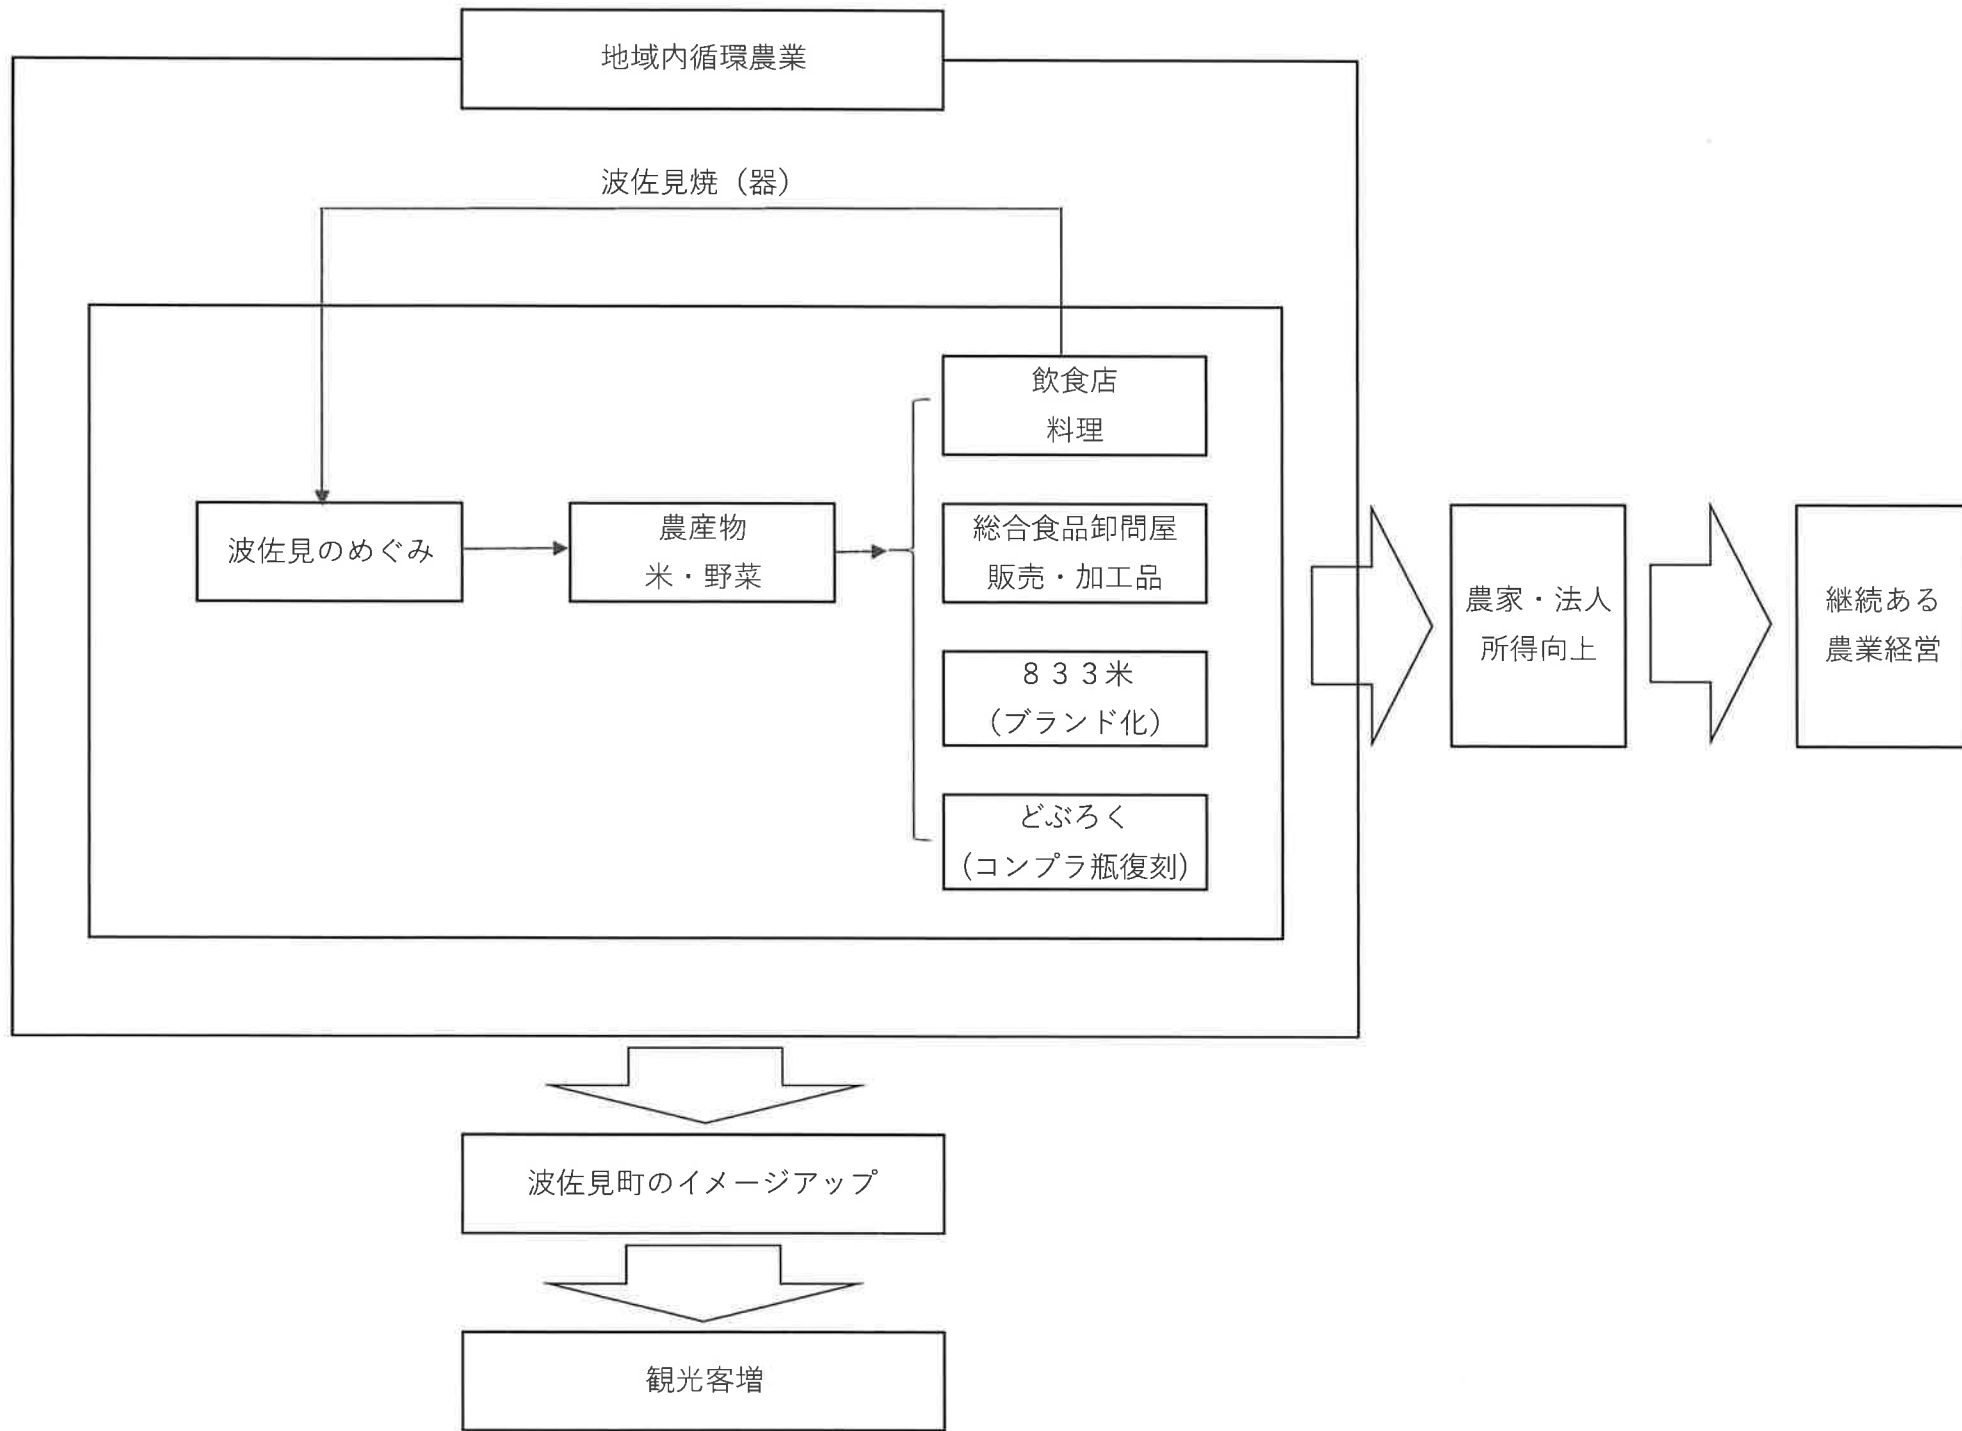 地域内循環農業
波佐見焼（器）
飲食店
料理
波佐見のめぐみ
農産物
米・野菜
総合食品卸問屋
販売・加工品
８３３米
（ブランド化）
どぶろく
（コンプラ瓶復刻）
農家・法人
所得向上
継続ある
農業経営
波佐見町のイメージアップ
観光客増